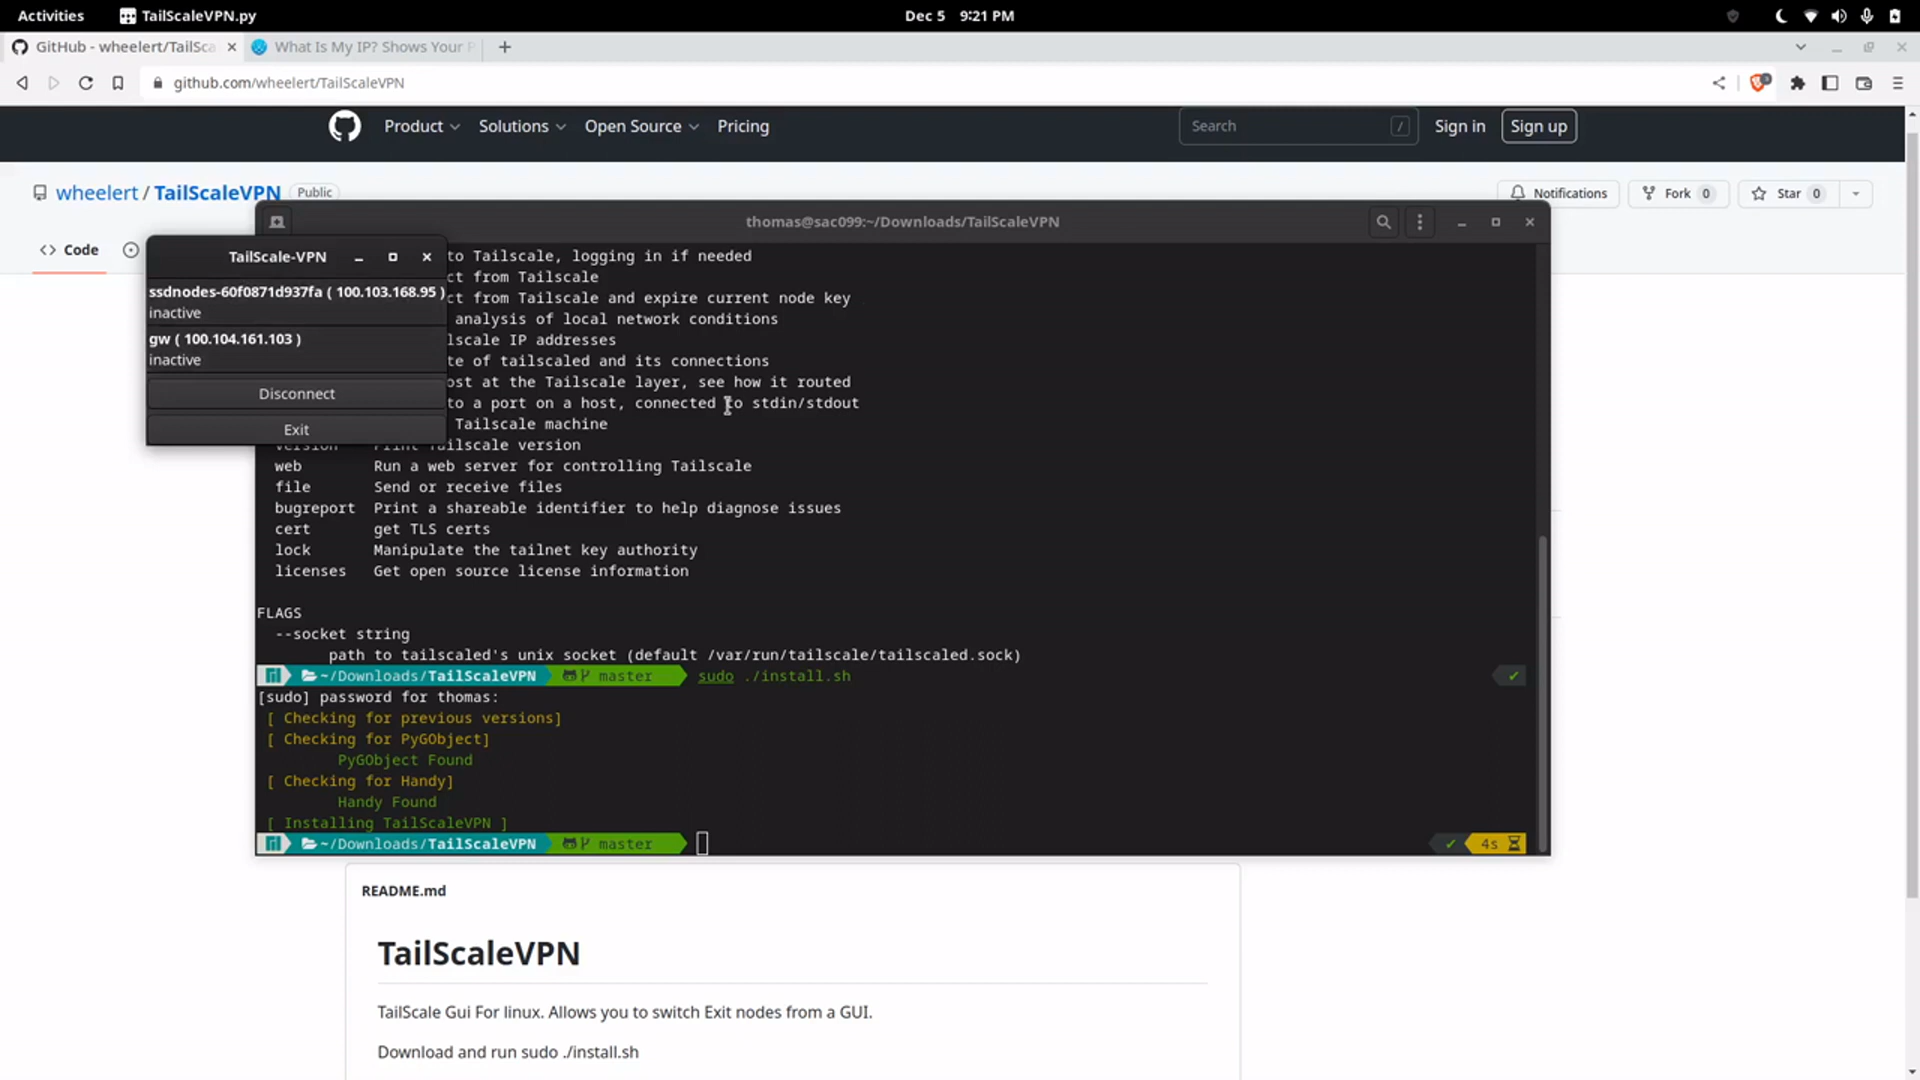 Activities
TailScaleVPN.py
Dec 5 9:21 PM
GitHub - wheelert/TailSca
What Is My IP? Shows Your P
github.com/wheelert/TailScaleVPN
Product
Solutions
Open Source
Pricing
Search
/
Sign in
Sign up
wheelert / TailScaleVPN
Public
Notifications
Fork 0
Star 0
Code
thomas@sac099:~/Downloads/TailScaleVPN
TailScale-VPN
ssdnodes-60f0871d937fa ( 100.103.168.95 )
inactive
gw ( 100.104.161.103 )
inactive
Disconnect
Exit
to Tailscale, logging in if needed
ct from Tailscale
ct from Tailscale and expire current node key
analysis of local network conditions
lscale IP addresses
te of tailscaled and its connections
ost at the Tailscale layer, see how it routed
to a port on a host, connected to stdin/stdout
Tailscale machine
version Print Tailscale version
web Run a web server for controlling Tailscale
file Send or receive files
bugreport Print a shareable identifier to help diagnose issues
cert get TLS certs
lock Manipulate the tailnet key authority
licenses Get open source license information
FLAGS
--socket string
path to tailscaled's unix socket (default /var/run/tailscale/tailscaled.sock)
~/Downloads/TailScaleVPN master sudo ./install.sh
[sudo] password for thomas:
[ Checking for previous versions]
[ Checking for PyGObject]
PyGObject Found
[ Checking for Handy]
Handy Found
[ Installing TailScaleVPN ]
~/Downloads/TailScaleVPN master
4s
README.md
TailScaleVPN
TailScale Gui For linux. Allows you to switch Exit nodes from a GUI.
Download and run sudo ./install.sh